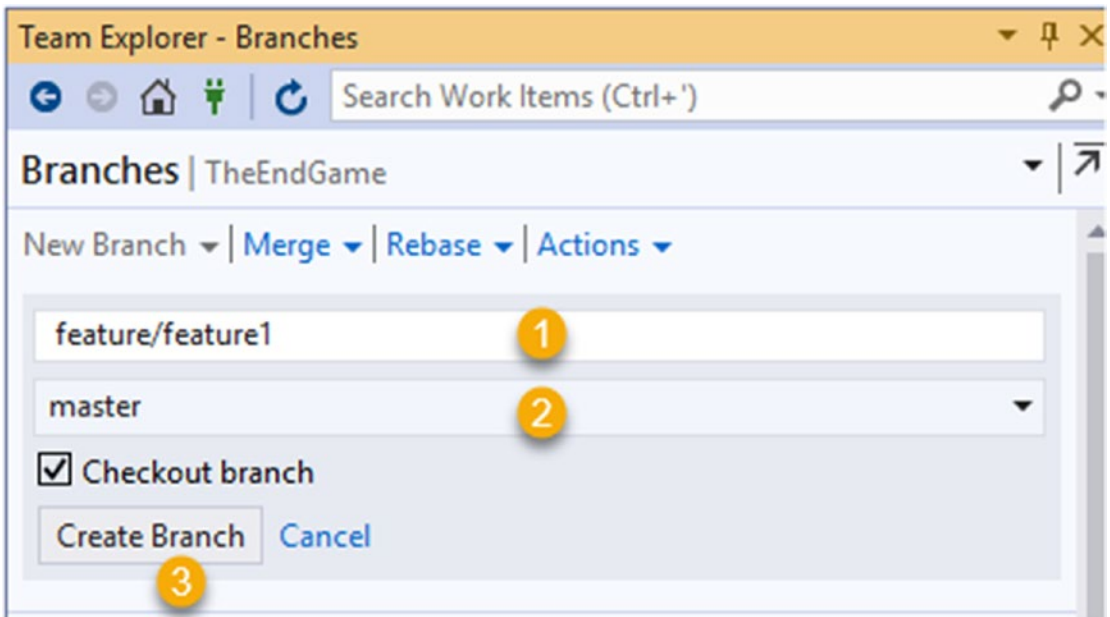 Team Explorer - Branches
Search Work Items (Ctrl+')
Branches | TheEndGame
New Branch | Merge | Rebase | Actions
feature/feature1 1
master 2
Checkout branch
Create Branch Cancel
3